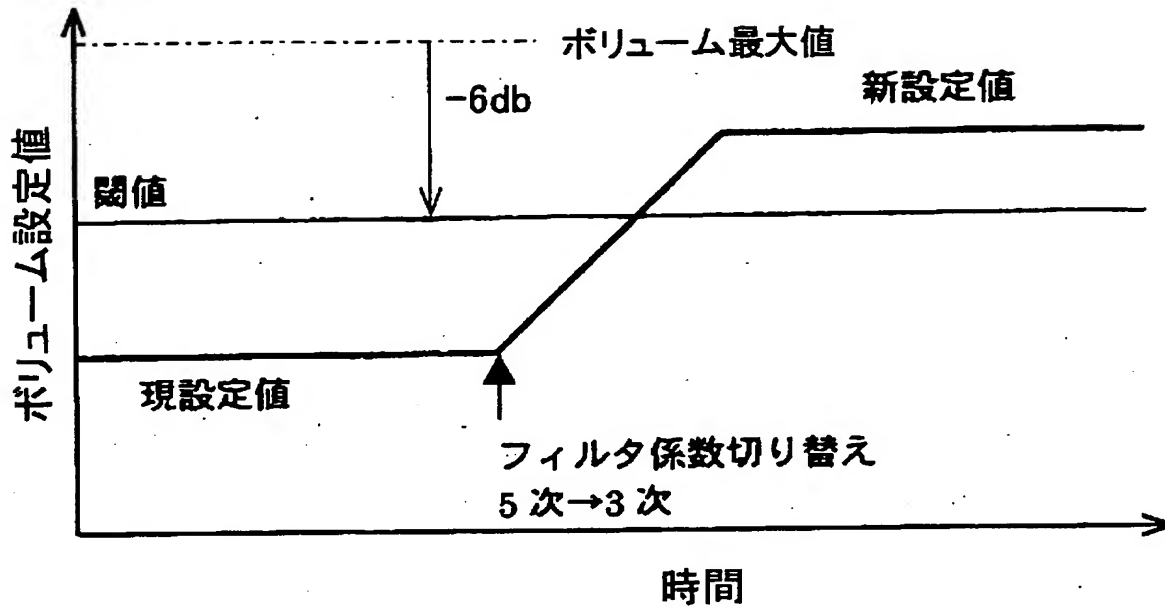 ボリューム最大値
-6db
新設定値
閾値
ボリューム設定値
現設定値
フィルタ係数切り替え
5次→3次
時間